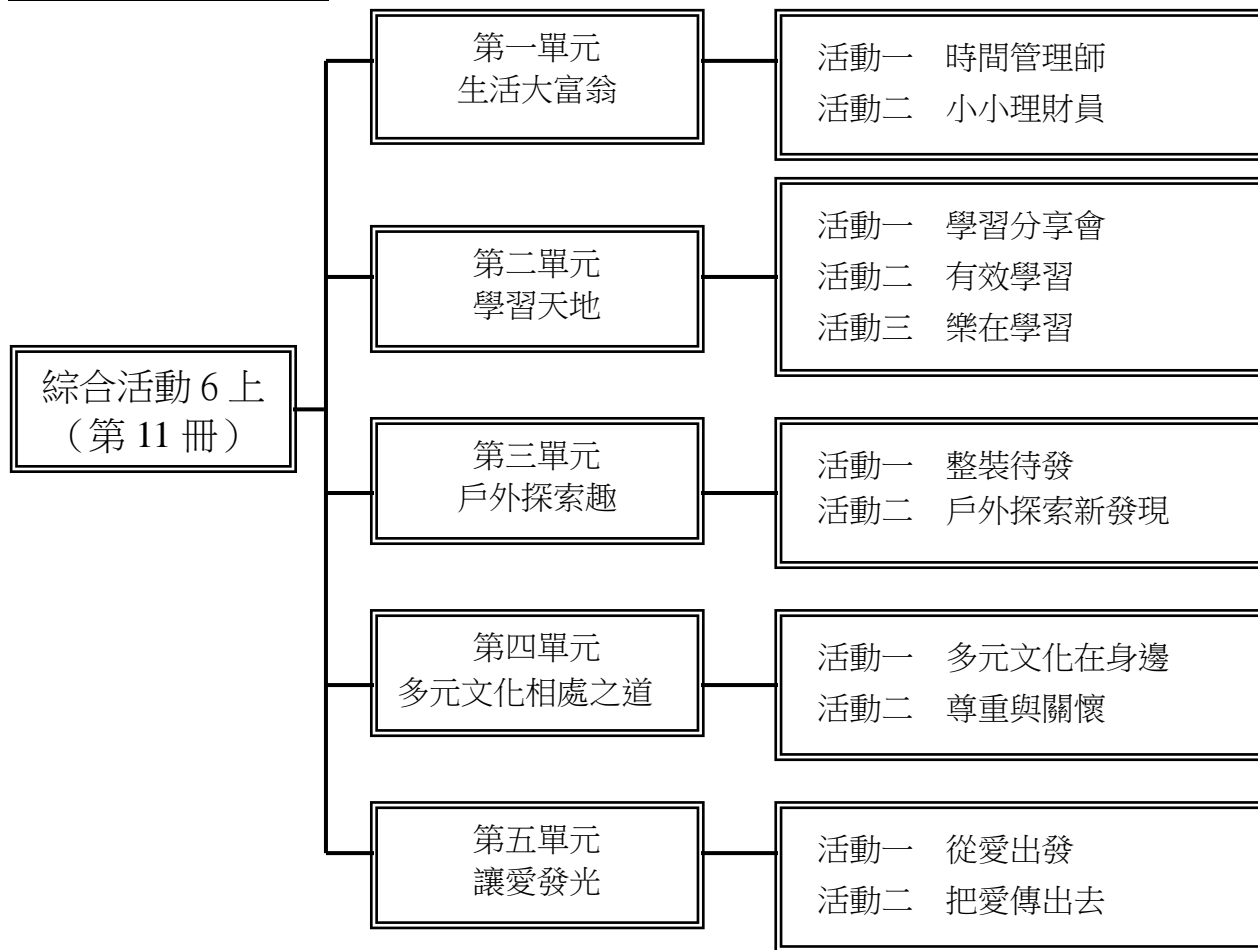 綜合活動 6 上
（第 11 冊）
第一單元
生活大富翁
活動一　時間管理師
活動二　小小理財員
第二單元
學習天地
活動一　學習分享會
活動二　有效學習
活動三　樂在學習
第三單元
戶外探索趣
活動一　整裝待發
活動二　戶外探索新發現
第四單元
多元文化相處之道
活動一　多元文化在身邊
活動二　尊重與關懷
第五單元
讓愛發光
活動一　從愛出發
活動二　把愛傳出去